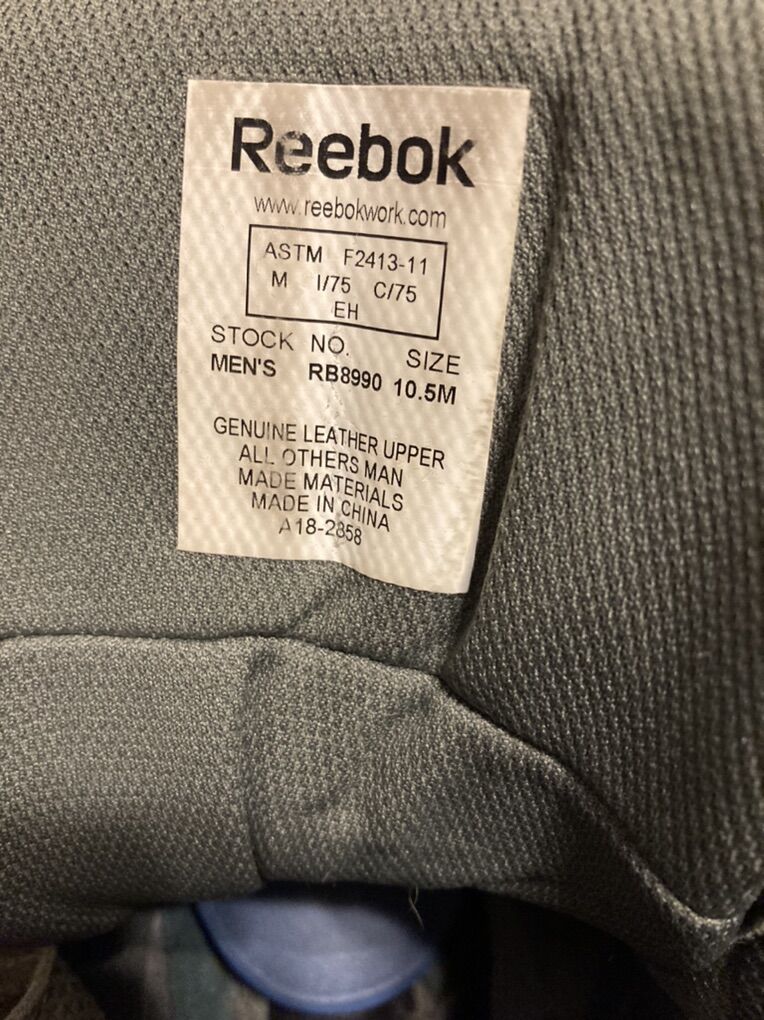 Reebok
www.reebokwork.com
ASTM F2413-11
M I/75 C/75
EH
STOCK NO. SIZE
MEN'S RB8990 10.5M
GENUINE LEATHER UPPER
ALL OTHERS MAN
MADE MATERIALS
MADE IN CHINA
A18-2858